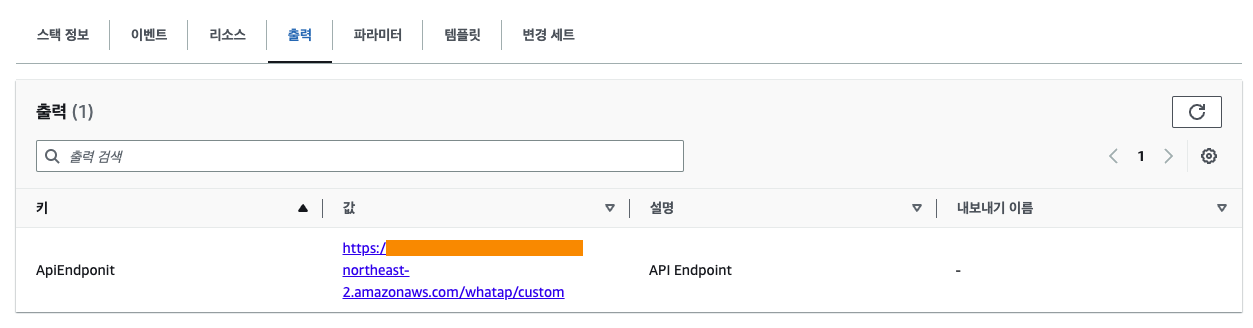 스택 정보 이벤트 리소스 출력 파라미터 템플릿 변경 세트
출력 (1)
출력 검색
1
키 값 설명 내보내기 이름
https:/
ApiEndponit northeast- API Endpoint -
2.amazonaws.com/whatap/custom